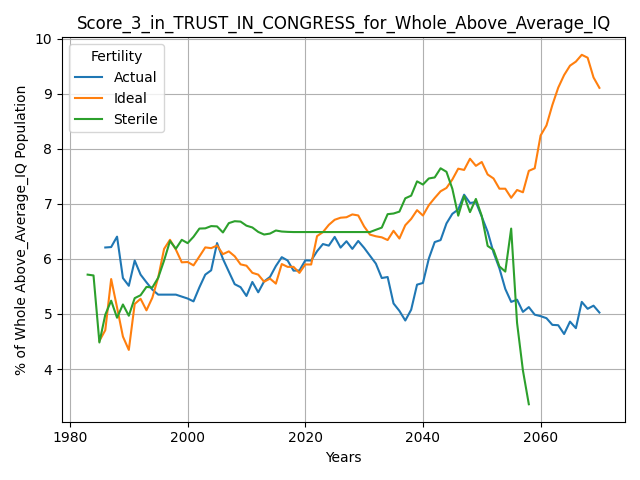 Score_3_in_TRUST_IN_CONGRESS_for_Whole_Above_Average_IQ
Fertility
Actual
Ideal
Sterile
% of Whole Above_Average_IQ Population
10
9
8
7
6
5
4
1980
2000
2020
2040
2060
Years